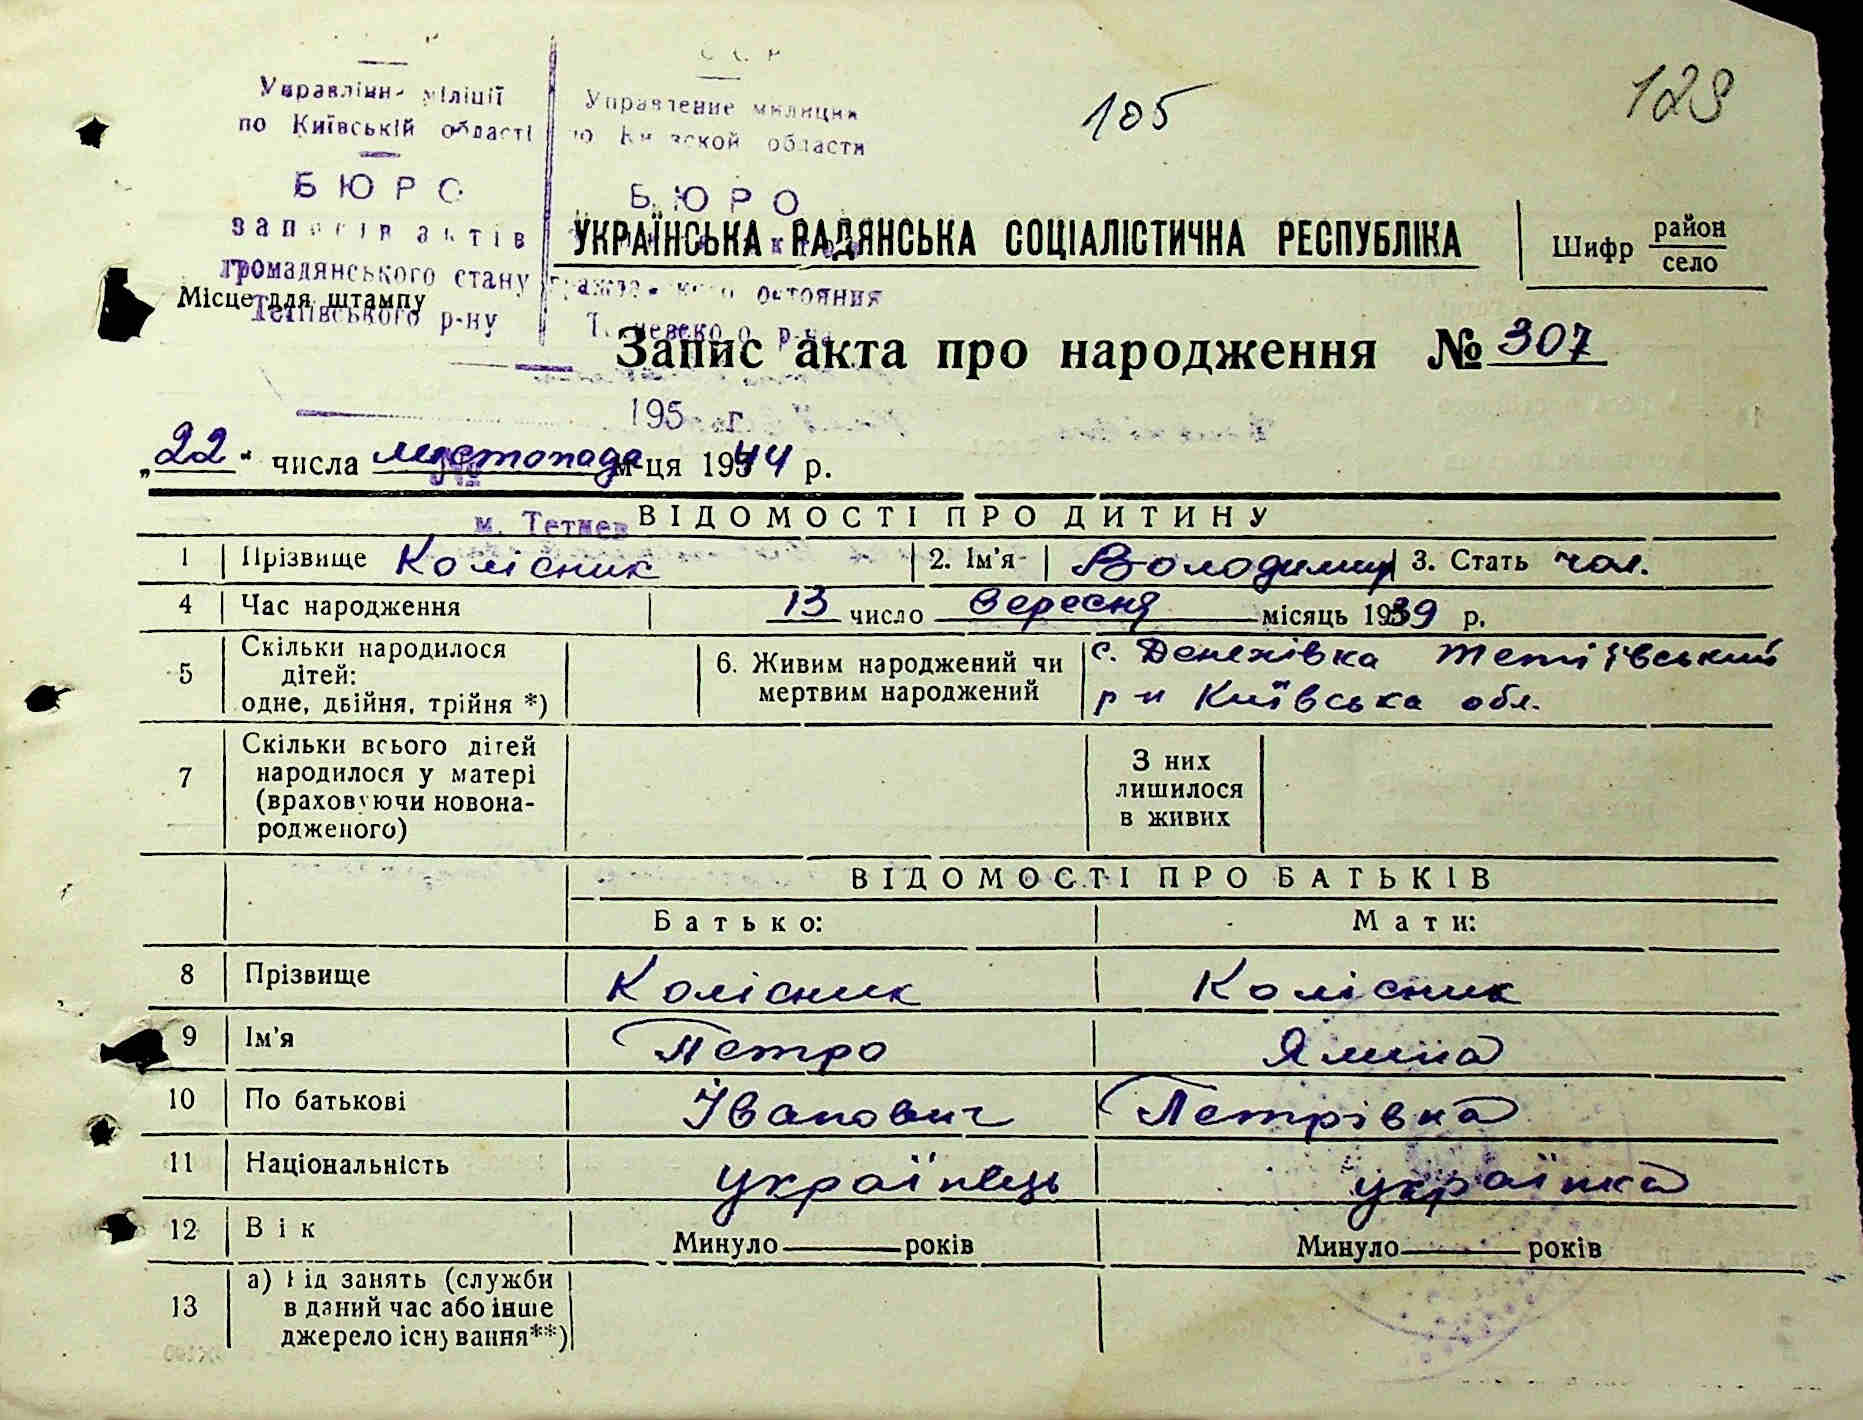 Управління міліції
по Київській області
БЮРО
записів актів
громадянського стану
Тетіївського р-ну
Управление милиции
по Киевской области
БЮРО
гражданского состояния
р-на
195 г.
м. Тетиев
105
УКРАЇНСЬКА РАДЯНСЬКА СОЦІАЛІСТИЧНА РЕСПУБЛІКА
Шифр район
село
Місце для штампу
Запис акта про народження № 307
„22" числа листопада м-ця 1944 р.
ВІДОМОСТІ ПРО ДИТИНУ
1 Прізвище Колісник 2. Ім'я Володимир 3. Стать чол.
4 Час народження 13 число вересня місяць 1939 р.
5 Скільки народилося дітей: одне, двійня, трійня *) 6. Живим народжений чи мертвим народжений с. Денехівка Тетіївський р-н Київська обл.
7 Скільки всього дітей народилося у матері (враховуючи новона-родженого) З них лишилося в живих
ВІДОМОСТІ ПРО БАТЬКІВ
Батько: Мати:
8 Прізвище Колісник Колісник
9 Ім'я Петро Ялина
10 По батькові Іванович Петрівна
11 Національність українець українка
12 Вік Минуло років Минуло років
13 а) Рід занять (служби
в даний час або інше
джерело існування**)